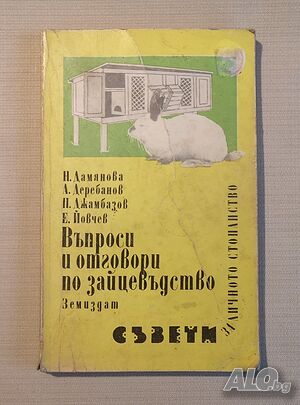 Н. Дамянова
Л. Деребанов
П. Джамбазов
Е. Йовчев
Въпроси
и отговори
по зайцевъдство
Земиздат
СЪВЕТИ
ЗА ЛИЧНОТО СТОПАНСТВО
ALO.bg